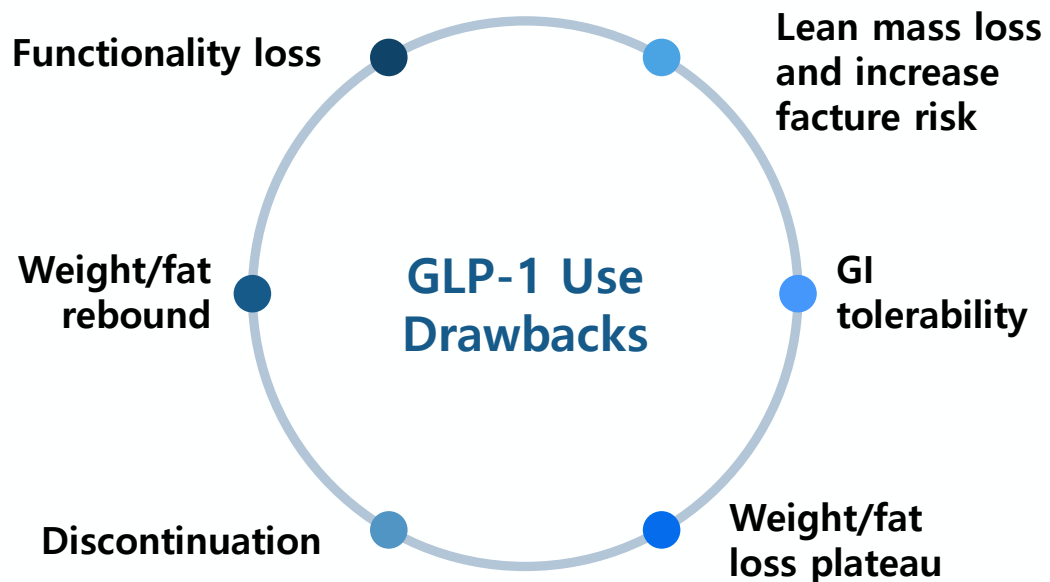 Functionality loss
Lean mass loss
and increase
facture risk
Weight/fat
rebound
GLP-1 Use
Drawbacks
GI
tolerability
Discontinuation
Weight/fat
loss plateau